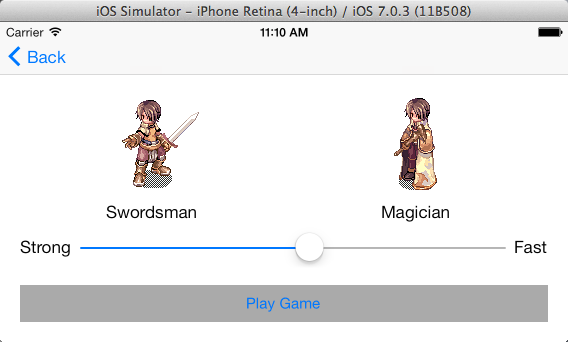 iOS Simulator - iPhone Retina (4-inch) / iOS 7.0.3 (11B508)
Carrier 11:10 AM
Back
Swordsman Magician
Strong Fast
Play Game